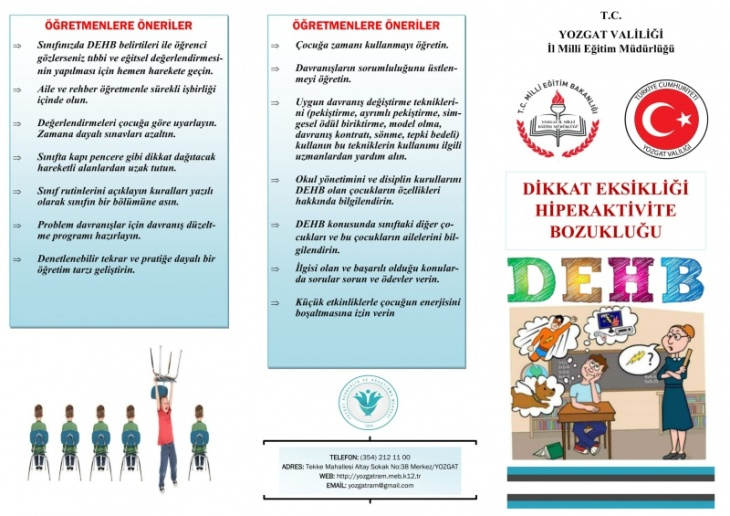 ÖĞRETMENLERE ÖNERİLER
⇒ Sınıfınızda DEHB belirtileri ile öğrenci
gözlerseniz tıbbi ve eğitsel değerlendirmesi-
nin yapılması için hemen harekete geçin.
⇒ Aile ve rehber öğretmenle sürekli işbirliği
içinde olun.
⇒ Değerlendirmeleri çocuğa göre uyarlayın.
Zamana dayalı sınavları azaltın.
⇒ Sınıfta kapı pencere gibi dikkat dağıtacak
hareketli alanlardan uzak tutun.
⇒ Sınıf rutinlerini açıklayın kuralları yazılı
olarak sınıfın bir bölümüne asın.
⇒ Problem davranışlar için davranış düzelt-
me programı hazırlayın.
⇒ Denetlenebilir tekrar ve pratiğe dayalı bir
öğretim tarzı geliştirin.
ÖĞRETMENLERE ÖNERİLER
⇒ Çocuğa zamanı kullanmayı öğretin.
⇒ Davranışların sorumluluğunu üstlen-
meyi öğretin.
⇒ Uygun davranış değiştirme teknikleri-
ni (pekiştirme, ayrımlı pekiştirme, sim-
gesel ödül biriktirme, model olma,
davranış kontratı, sönme, tepki bedeli)
kullanın bu tekniklerin kullanımı ilgili
uzmanlardan yardım alın.
⇒ Okul yönetimini ve disiplin kurullarını
DEHB olan çocukların özellikleri
hakkında bilgilendirin.
⇒ DEHB konusunda sınıftaki diğer ço-
cukları ve bu çocukların ailelerini bil-
gilendirin.
⇒ İlgisi olan ve başarılı olduğu konular-
da sorular sorun ve ödevler verin.
⇒ Küçük etkinliklerle çocuğun enerjisini
boşaltmasına izin verin
TELEFON: (354) 212 11 00
ADRES: Tekke Mahallesi Altay Sokak No:38 Merkez/YOZGAT
WEB: http://yozgatram.meb.k12.tr
EMAİL: yozgatram@gmail.com
T.C.
YOZGAT VALİLİĞİ
İl Milli Eğitim Müdürlüğü
T.C. MİLLİ EĞİTİM BAKANLIĞI
TÜRKİYE CUMHURİYETİ
YOZGAT VALİLİĞİ
DİKKAT EKSİKLİĞİ
HİPERAKTİVİTE
BOZUKLUĞU
DEHB
?